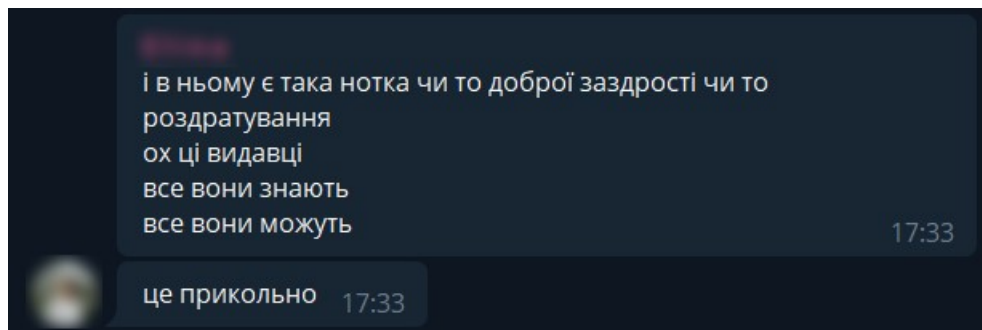 і в ньому є така нотка чи то доброї заздрості чи то
роздратування
ох ці видавці
все вони знають
все вони можуть
17:33
це прикольно 17:33